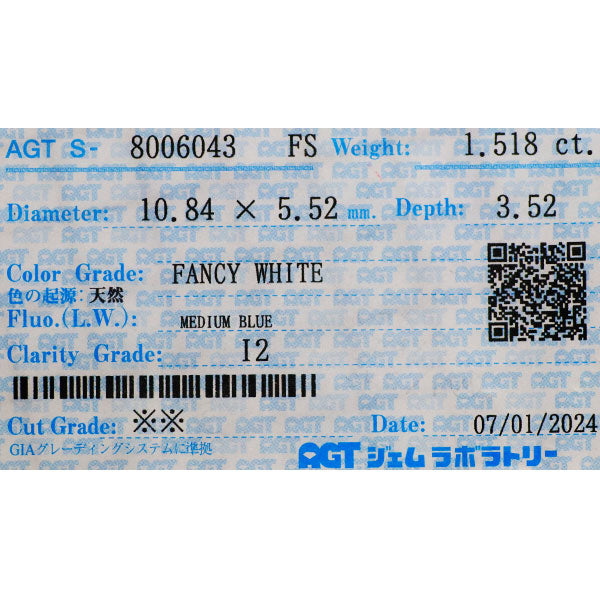 AGT S- 8006043 FS Weight: 1.518 ct.
Diameter: 10.84 × 5.52 mm. Depth: 3.52
Color Grade: FANCY WHITE
色の起源: 天然
Fluo.(L.W.): MEDIUM BLUE
Clarity Grade: I2
Cut Grade: ※※ Date: 07/01/2024
GIAグレーディングシステムに準拠
AGT ジェム ラボラトリー